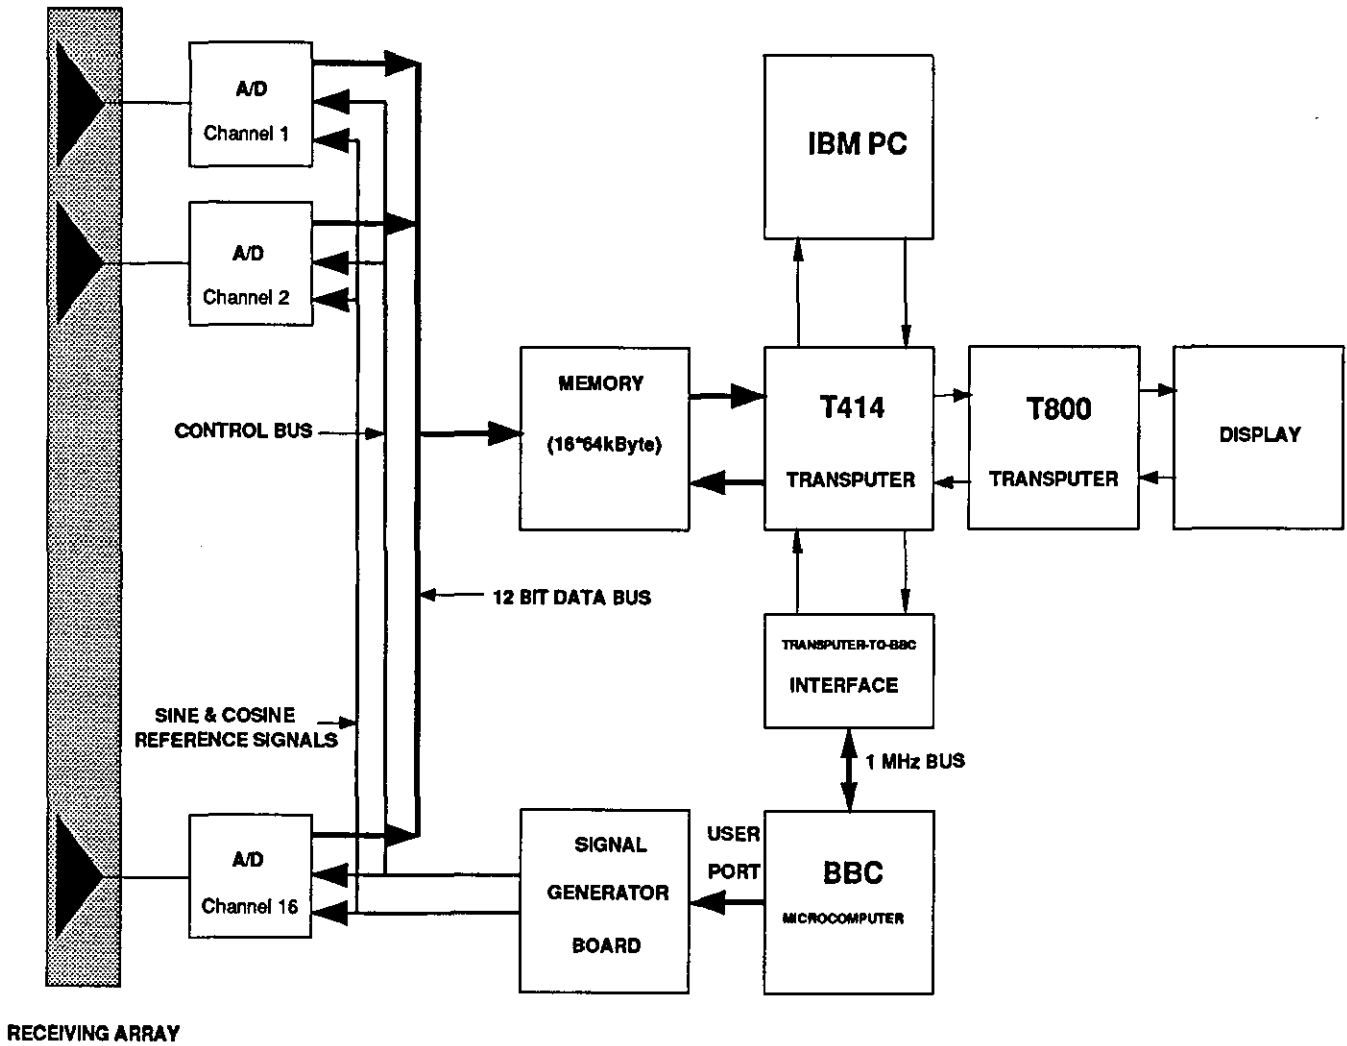 A/D
Channel 1
A/D
Channel 2
IBM PC
MEMORY
(16*64kByte)
T414
TRANSPUTER
T800
TRANSPUTER
DISPLAY
CONTROL BUS
12 BIT DATA BUS
TRANSPUTER-TO-BBC
INTERFACE
SINE & COSINE
REFERENCE SIGNALS
1 MHz BUS
A/D
Channel 16
SIGNAL
GENERATOR
BOARD
USER
PORT
BBC
MICROCOMPUTER
RECEIVING ARRAY